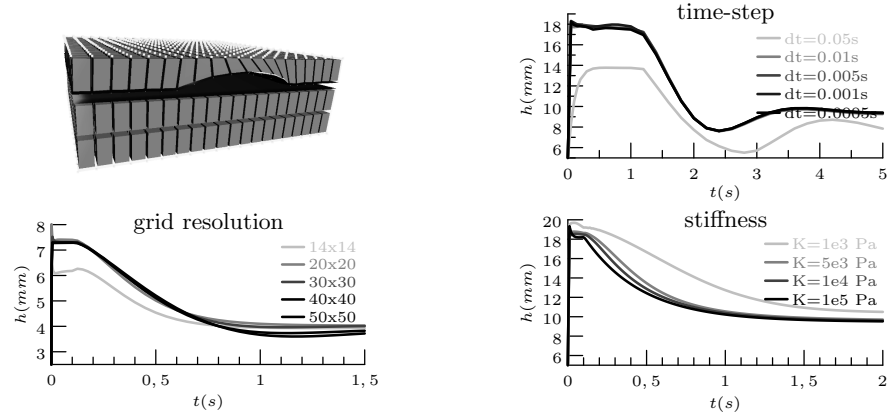 time-step
18
16
14
12
10
8
6
h(mm)
dt=0.05s
dt=0.01s
dt=0.005s
dt=0.001s
dt=0.0005s
0 1 2 3 4 5
t(s)
grid resolution
8
7
6
5
4
3
h(mm)
14x14
20x20
30x30
40x40
50x50
0 0,5 1 1,5
t(s)
stiffness
20
18
16
14
12
10
8
6
h(mm)
K=1e3 Pa
K=5e3 Pa
K=1e4 Pa
K=1e5 Pa
0 0,5 1 2
t(s)